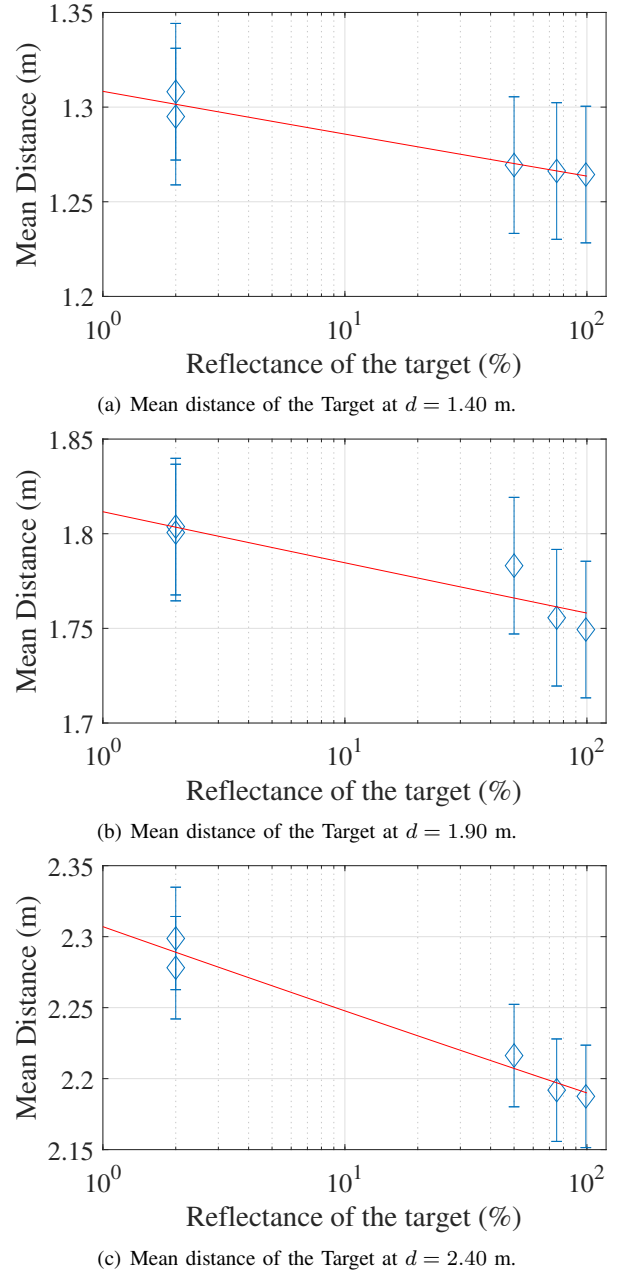 1.35
1.3
1.25
1.2
Mean Distance (m)
10^0 10^1 10^2
Reflectance of the target (%)
(a) Mean distance of the Target at d = 1.40 m.
1.85
1.8
1.75
1.7
Mean Distance (m)
10^0 10^1 10^2
Reflectance of the target (%)
(b) Mean distance of the Target at d = 1.90 m.
2.35
2.3
2.25
2.2
2.15
Mean Distance (m)
10^0 10^1 10^2
Reflectance of the target (%)
(c) Mean distance of the Target at d = 2.40 m.